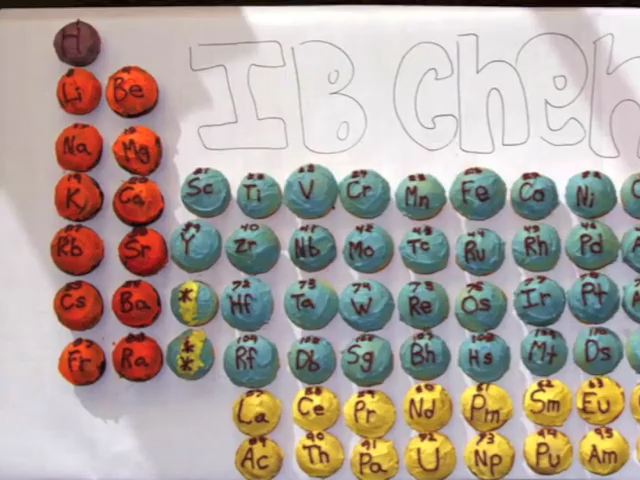 IB Chem
H
Li Be
Na Mg
K Ca Sc Ti V Cr Mn Fe Co Ni
Rb Sr Y Zr Nb Mo Tc Ru Rh Pd
Cs Ba * Hf Ta W Re Os Ir Pt
Fr Ra ** Rf Db Sg Bh Hs Mt Ds
La Ce Pr Nd Pm Sm Eu
Ac Th Pa U Np Pu Am